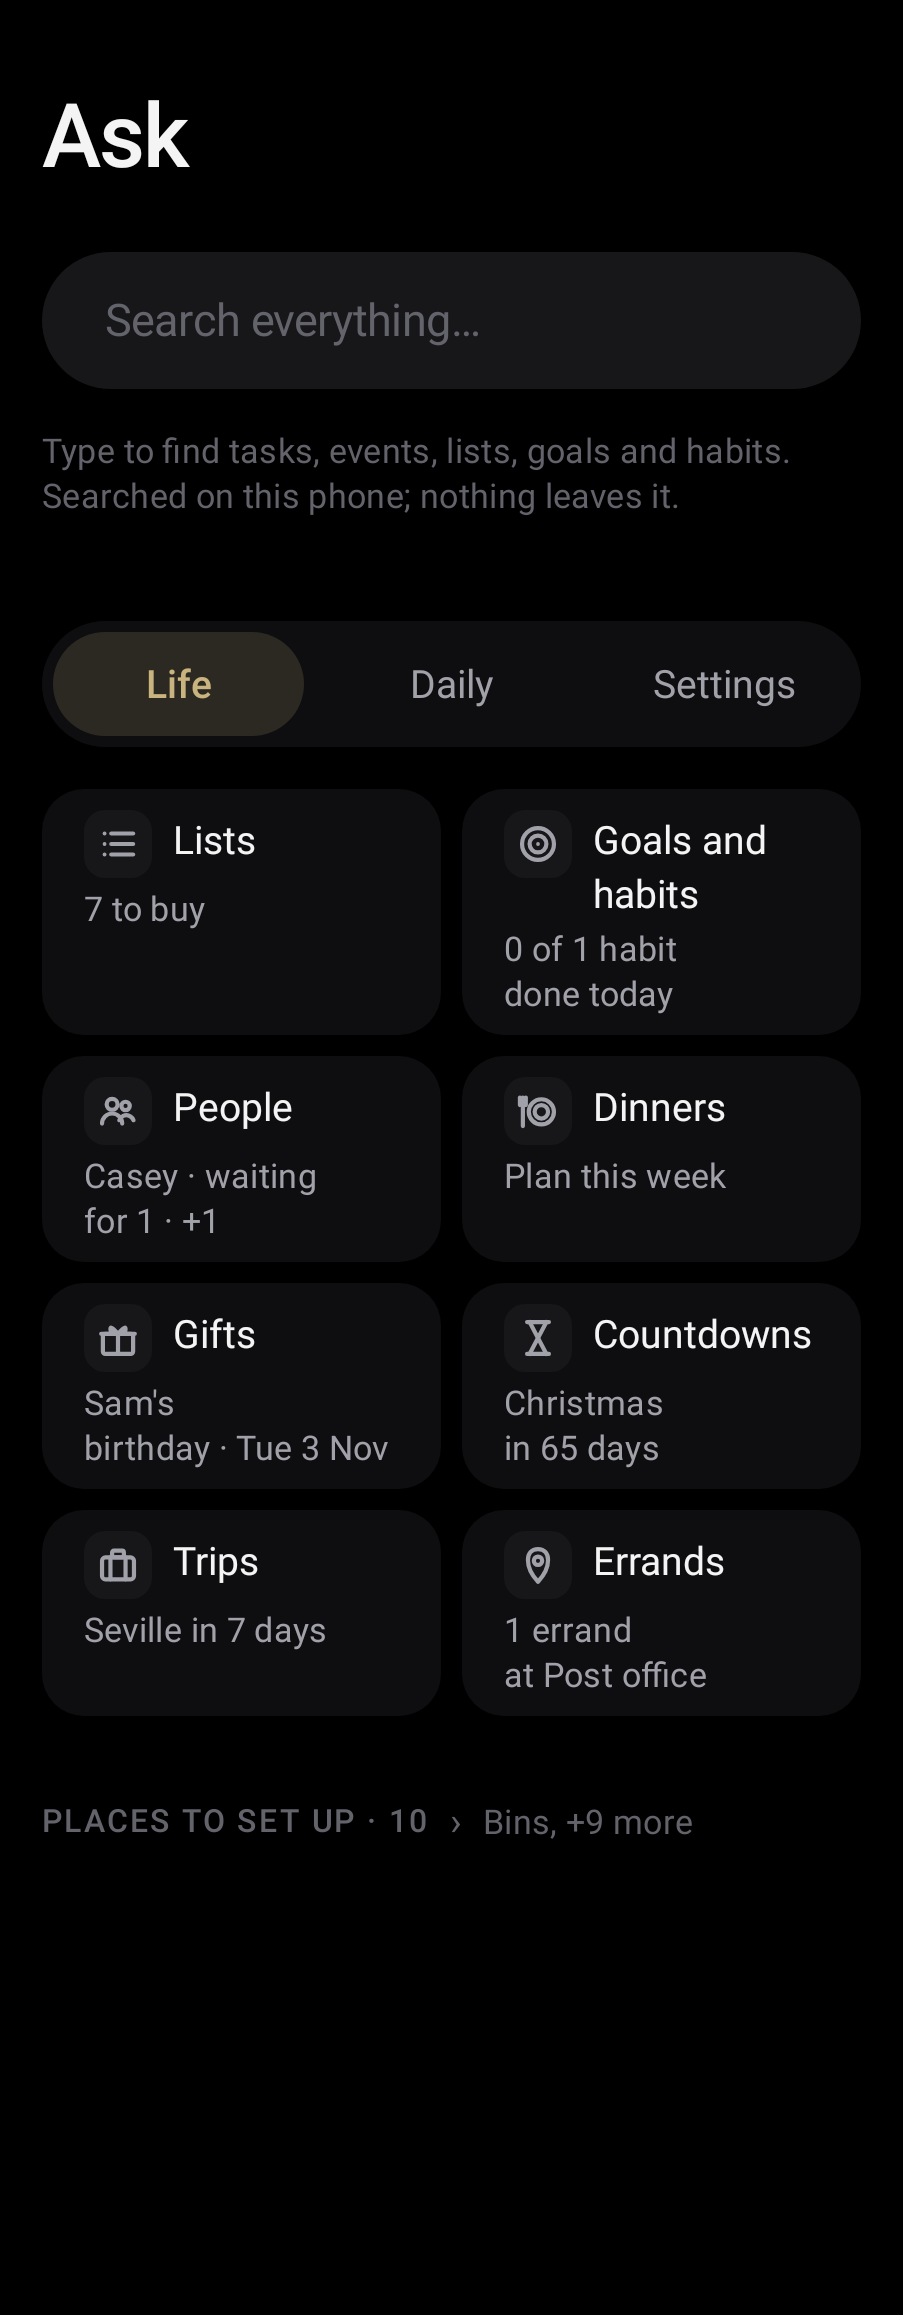 Ask
Search everything...
Type to find tasks, events, lists, goals and habits.
Searched on this phone; nothing leaves it.
Life
Daily
Settings
Lists
7 to buy
Goals and
habits
0 of 1 habit
done today
People
Casey · waiting
for 1 · +1
Dinners
Plan this week
Gifts
Sam's
birthday · Tue 3 Nov
Countdowns
Christmas
in 65 days
Trips
Seville in 7 days
Errands
1 errand
at Post office
PLACES TO SET UP · 10 › Bins, +9 more